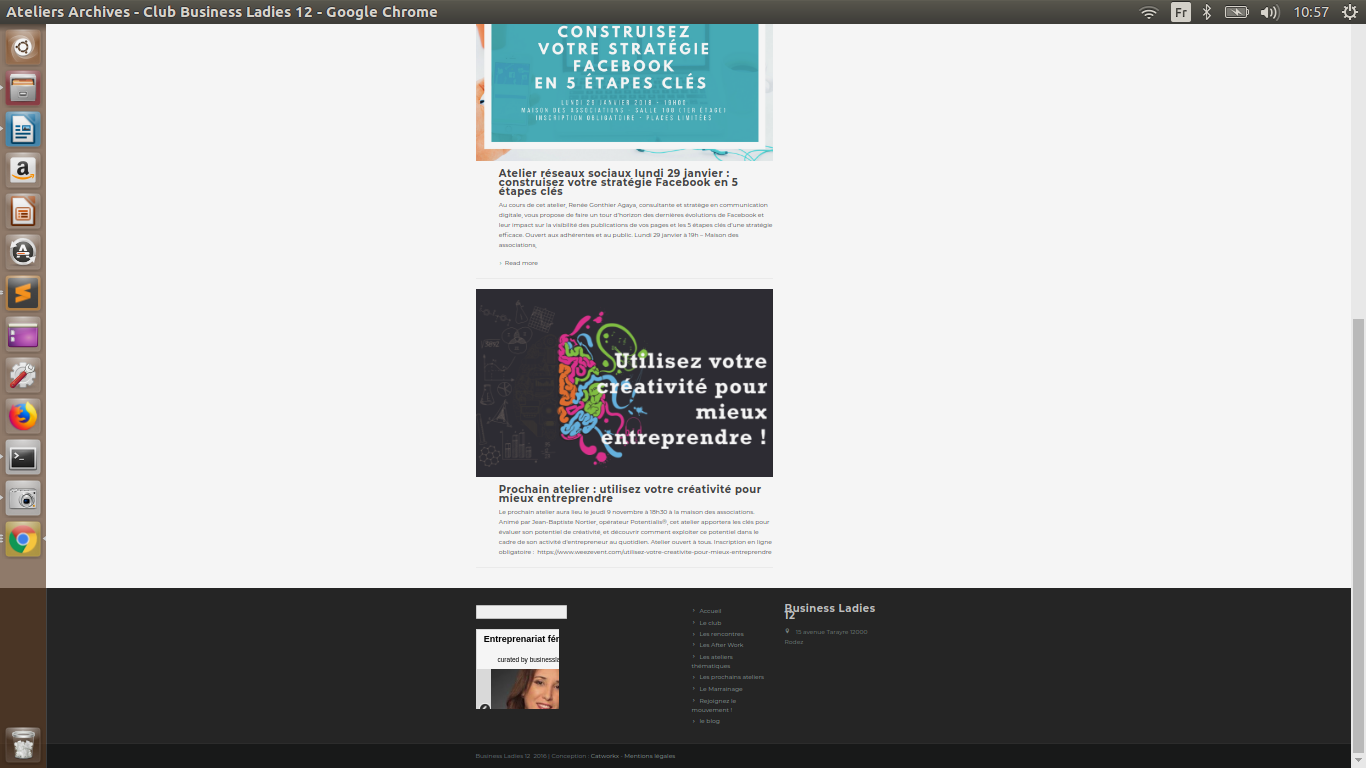 Ateliers Archives - Club Business Ladies 12 - Google Chrome
Fr
10:57
CONSTRUISEZ
VOTRE STRATÉGIE
FACEBOOK
EN 5 ÉTAPES CLÉS
LUNDI 29 JANVIER 2018 - 19H00
MAISON DES ASSOCIATIONS - SALLE 100 (1ER ÉTAGE)
INSCRIPTION OBLIGATOIRE - PLACES LIMITÉES
Atelier réseaux sociaux lundi 29 janvier :
construisez votre stratégie Facebook en 5
étapes clés
Au cours de cet atelier, Renée Gonthier Agaya, consultante et stratège en communication
digitale, vous propose de faire un tour d'horizon des dernières évolutions de Facebook et
leur impact sur la visibilité des publications de vos pages et les 5 étapes clés d'une stratégie
efficace. Ouvert aux adhérentes et au public. Lundi 29 janvier à 19h – Maison des
associations,
Read more
Utilisez votre
créativité pour
mieux
entreprendre !
Prochain atelier : utilisez votre créativité pour
mieux entreprendre
Le prochain atelier aura lieu le jeudi 9 novembre à 18h30 à la maison des associations.
Animé par Jean-Baptiste Nortier, opérateur Potentialis®, cet atelier apportera les clés pour
évaluer son potentiel de créativité, et découvrir comment exploiter ce potentiel dans le
cadre de son activité d'entrepreneur au quotidien. Atelier ouvert à tous. Inscription en ligne
obligatoire : https://www.weezevent.com/utilisez-votre-creativite-pour-mieux-entreprendre
Entreprenariat fér
curated by businessla
Accueil
Le club
Les rencontres
Les After Work
Les ateliers
thématiques
Les prochains ateliers
Le Marrainage
Rejoignez le
mouvement !
le blog
Business Ladies
12
15 avenue Tarayre 12000
Rodez
Business Ladies 12 2016 | Conception : Catworkx - Mentions légales